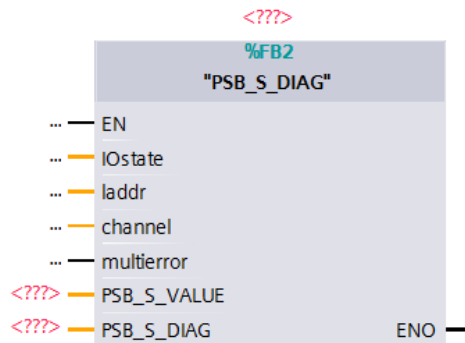 <???>
%FB2
"PSB_S_DIAG"
... EN
... IOstate
... laddr
... channel
... multierror
<???> PSB_S_VALUE
<???> PSB_S_DIAG ENO